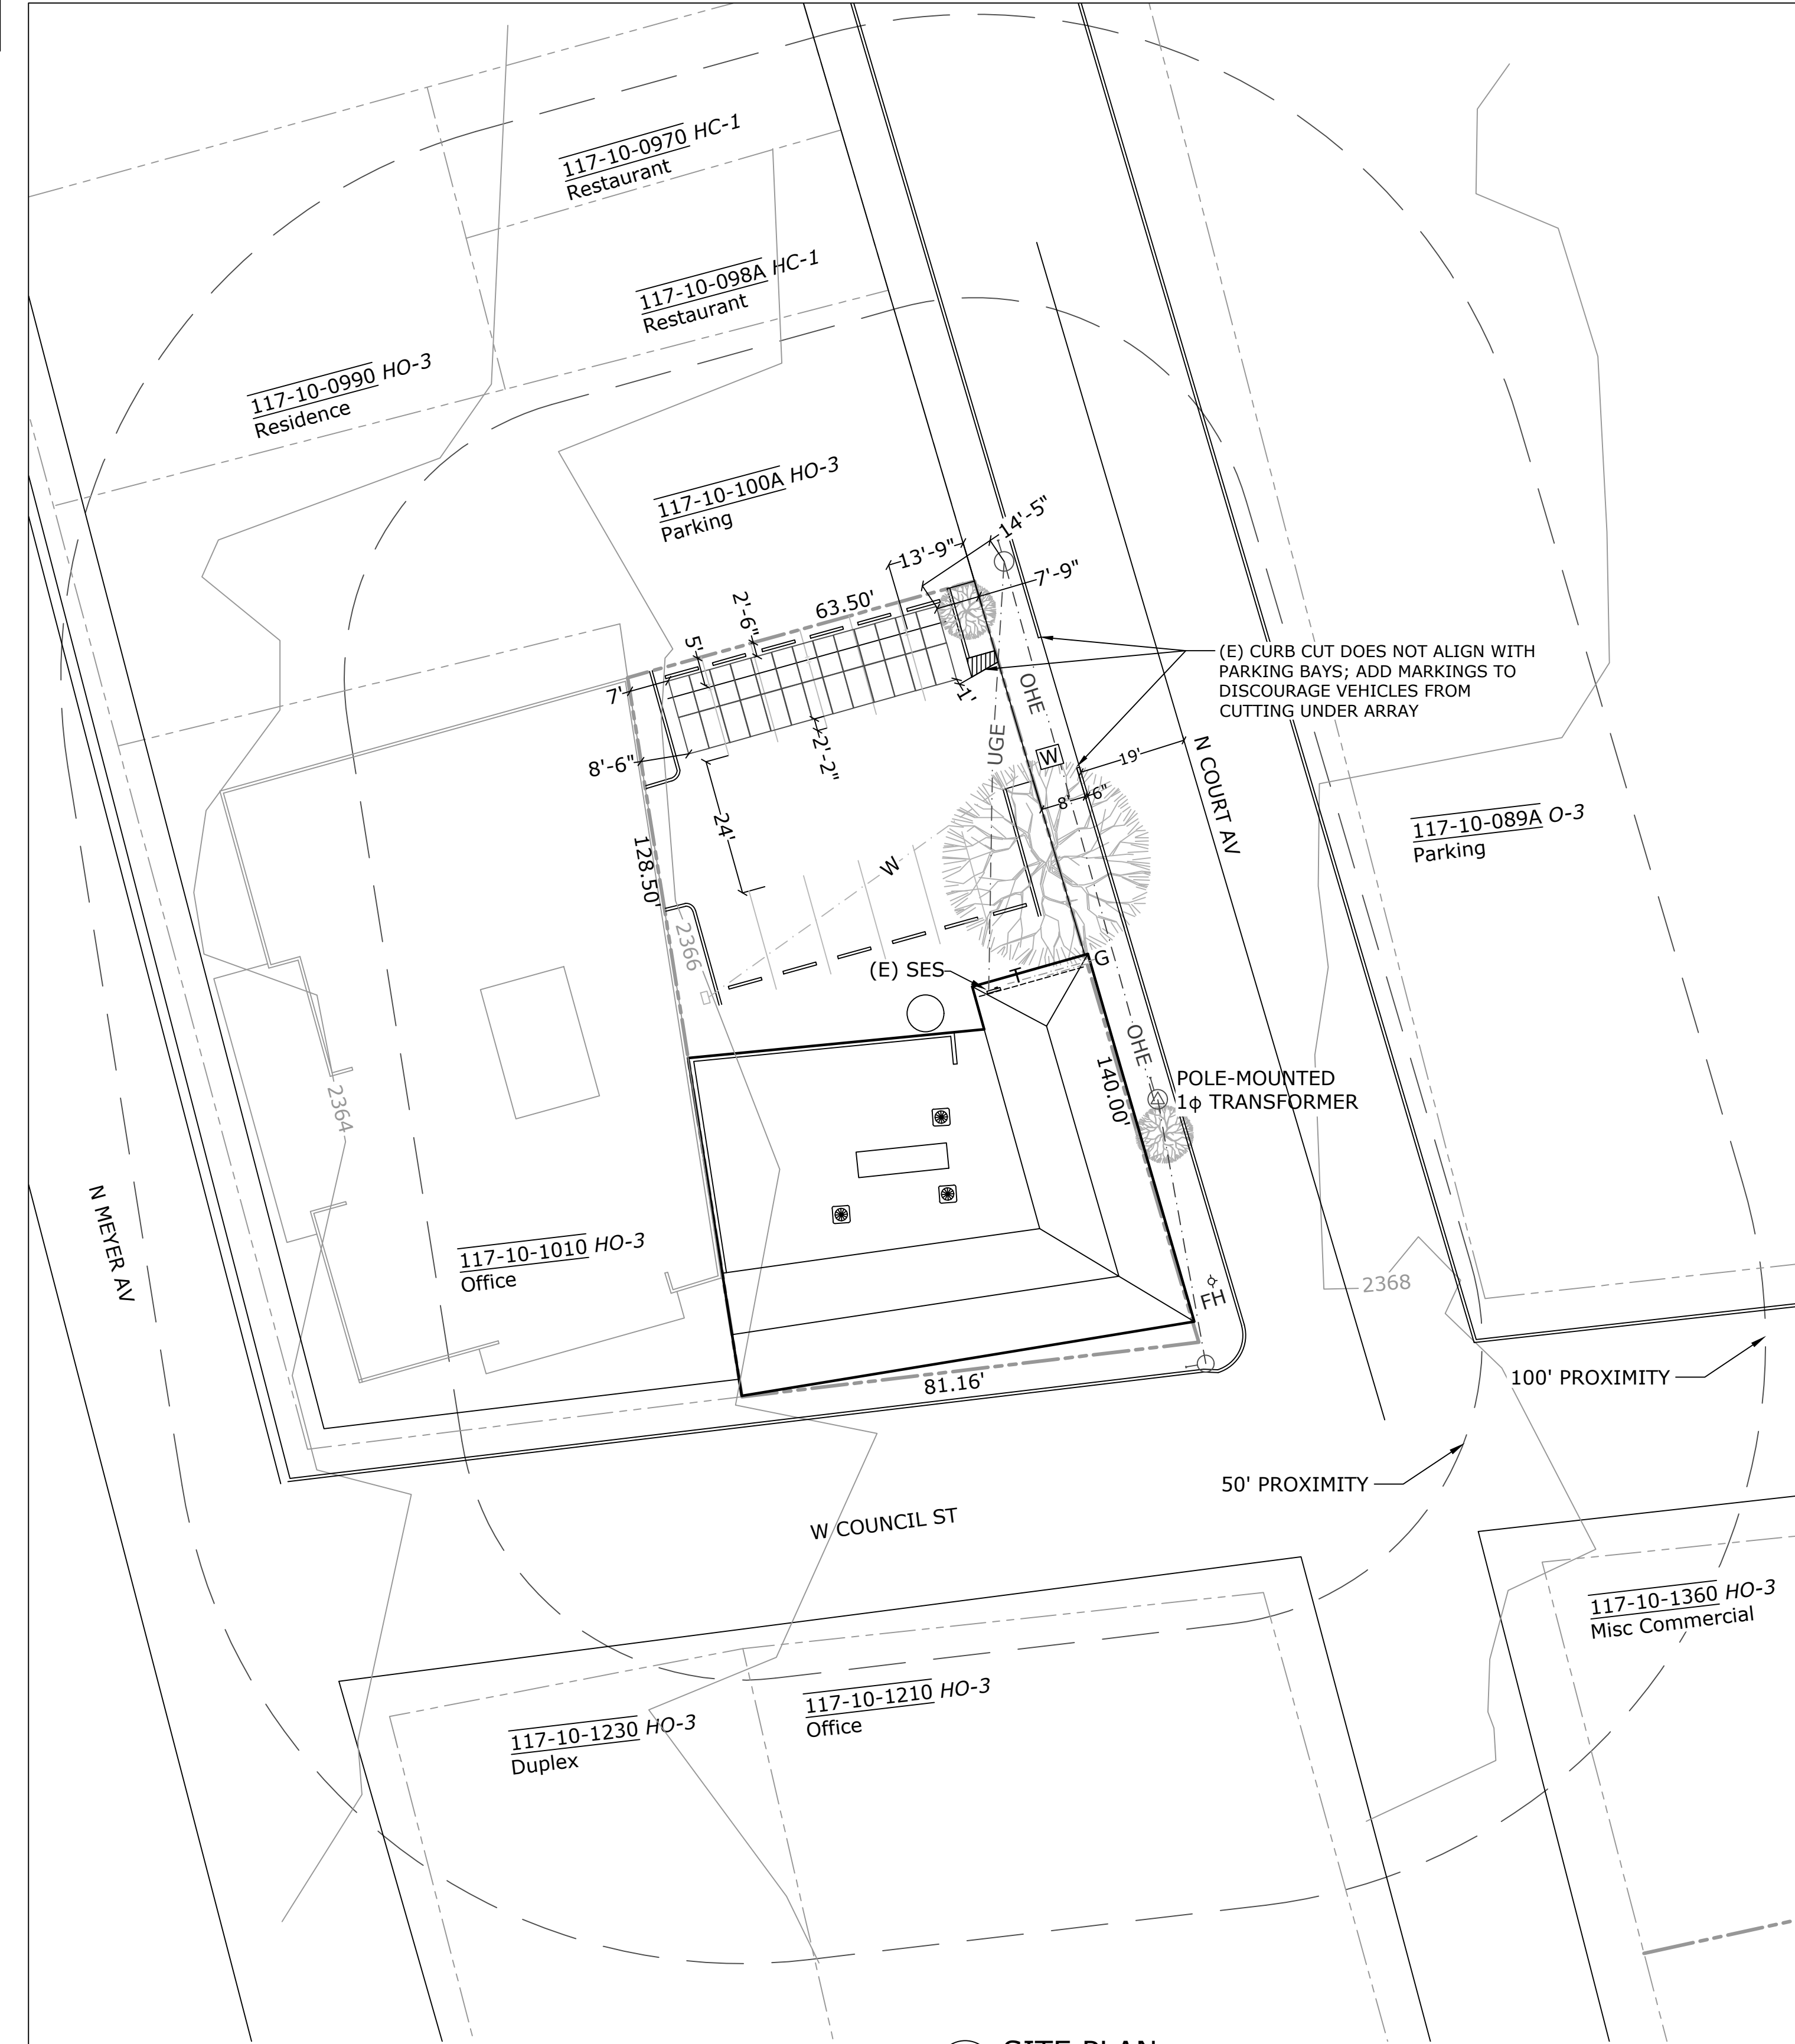 117-10-0970 HC-1
Restaurant
117-10-098A HC-1
Restaurant
117-10-0990 HO-3
Residence
117-10-100A HO-3
Parking
14'-5"
13'-9"
7'-9"
63.50'
2'-6"
5'
7'
1'
2'-2"
8'-6"
24'
128.50'
OHE
UGE
W
19'
8'
6"
(E) CURB CUT DOES NOT ALIGN WITH
PARKING BAYS; ADD MARKINGS TO
DISCOURAGE VEHICLES FROM
CUTTING UNDER ARRAY
N COURT AV
117-10-089A O-3
Parking
W
2366
(E) SES
T
G
OHE
140.00'
POLE-MOUNTED
1φ TRANSFORMER
2364
N MEYER AV
117-10-1010 HO-3
Office
FH
2368
81.16'
100' PROXIMITY
50' PROXIMITY
W COUNCIL ST
117-10-1360 HO-3
Misc Commercial
117-10-1210 HO-3
Office
117-10-1230 HO-3
Duplex
SITE PLAN